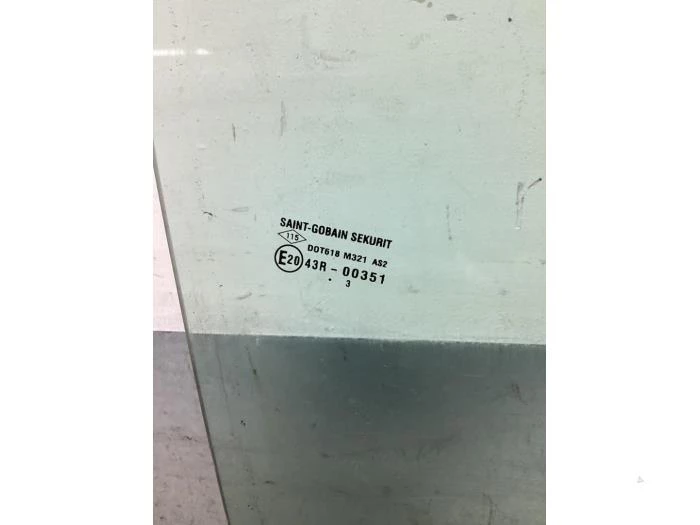 SAINT-GOBAIN SEKURIT
115
DOT618 M321 AS2
E20 43R - 00351
. 3